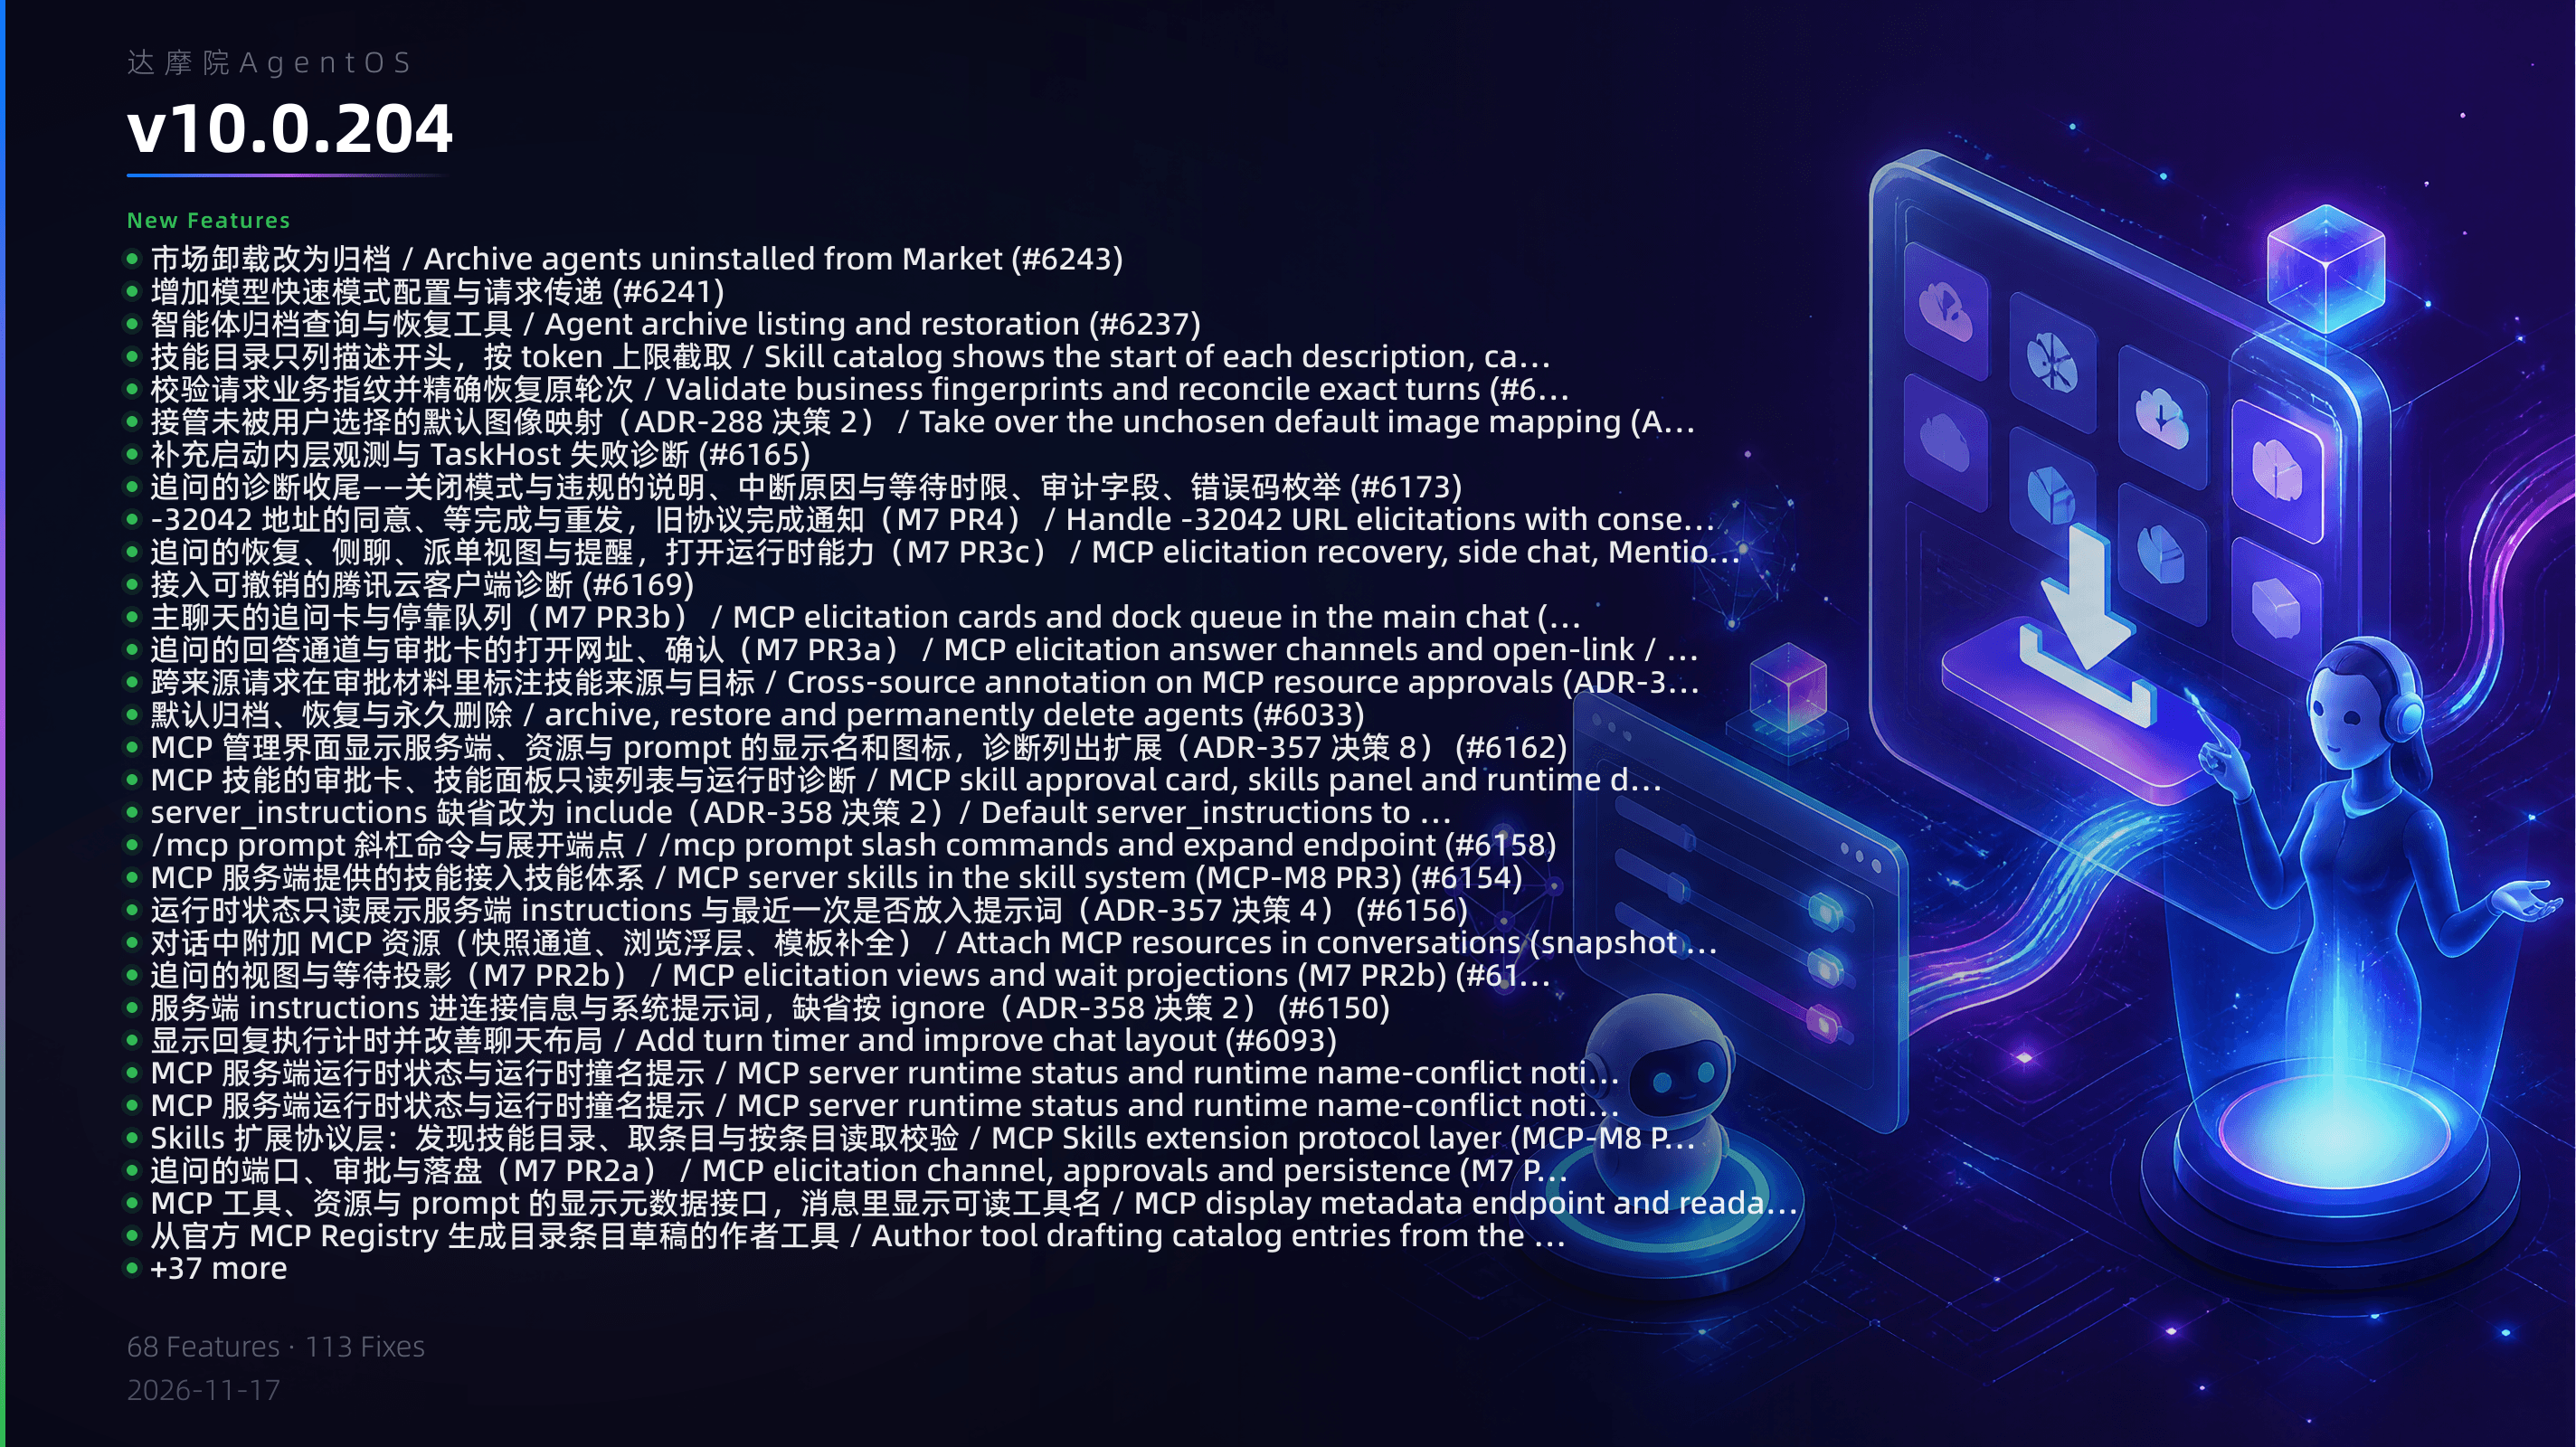 达摩院AgentOS
v10.0.204
New Features
市场卸载改为归档 / Archive agents uninstalled from Market (#6243)
增加模型快速模式配置与请求传递 (#6241)
智能体归档查询与恢复工具 / Agent archive listing and restoration (#6237)
技能目录只列描述开头，按 token 上限截取 / Skill catalog shows the start of each description, ca...
校验请求业务指纹并精确恢复原轮次 / Validate business fingerprints and reconcile exact turns (#6...
接管未被用户选择的默认图像映射（ADR-288 决策 2） / Take over the unchosen default image mapping (A...
补充启动内层观测与 TaskHost 失败诊断 (#6165)
追问的诊断收尾——关闭模式与违规的说明、中断原因与等待时限、审计字段、错误码枚举 (#6173)
-32042 地址的同意、等完成与重发，旧协议完成通知（M7 PR4） / Handle -32042 URL elicitations with conse...
追问的恢复、侧聊、派单视图与提醒，打开运行时能力（M7 PR3c） / MCP elicitation recovery, side chat, Mentio...
接入可撤销的腾讯云客户端诊断 (#6169)
主聊天的追问卡与停靠队列（M7 PR3b） / MCP elicitation cards and dock queue in the main chat (...
追问的回答通道与审批卡的打开网址、确认（M7 PR3a） / MCP elicitation answer channels and open-link / ...
跨来源请求在审批材料里标注技能来源与目标 / Cross-source annotation on MCP resource approvals (ADR-3...
默认归档、恢复与永久删除 / archive, restore and permanently delete agents (#6033)
MCP 管理界面显示服务端、资源与 prompt 的显示名和图标，诊断列出扩展（ADR-357 决策 8） (#6162)
MCP 技能的审批卡、技能面板只读列表与运行时诊断 / MCP skill approval card, skills panel and runtime d...
server_instructions 缺省改为 include（ADR-358 决策 2）/ Default server_instructions to ...
/mcp prompt 斜杠命令与展开端点 / /mcp prompt slash commands and expand endpoint (#6158)
MCP 服务端提供的技能接入技能体系 / MCP server skills in the skill system (MCP-M8 PR3) (#6154)
运行时状态只读展示服务端 instructions 与最近一次是否放入提示词（ADR-357 决策 4） (#6156)
对话中附加 MCP 资源（快照通道、浏览浮层、模板补全） / Attach MCP resources in conversations (snapshot ...
追问的视图与等待投影（M7 PR2b） / MCP elicitation views and wait projections (M7 PR2b) (#61...
服务端 instructions 进连接信息与系统提示词，缺省按 ignore（ADR-358 决策 2） (#6150)
显示回复执行计时并改善聊天布局 / Add turn timer and improve chat layout (#6093)
MCP 服务端运行时状态与运行时撞名提示 / MCP server runtime status and runtime name-conflict noti...
MCP 服务端运行时状态与运行时撞名提示 / MCP server runtime status and runtime name-conflict noti...
Skills 扩展协议层：发现技能目录、取条目与按条目读取校验 / MCP Skills extension protocol layer (MCP-M8 P...
追问的端口、审批与落盘（M7 PR2a） / MCP elicitation channel, approvals and persistence (M7 P...
MCP 工具、资源与 prompt 的显示元数据接口，消息里显示可读工具名 / MCP display metadata endpoint and reada...
从官方 MCP Registry 生成目录条目草稿的作者工具 / Author tool drafting catalog entries from the ...
+37 more
68 Features · 113 Fixes
2026-11-17